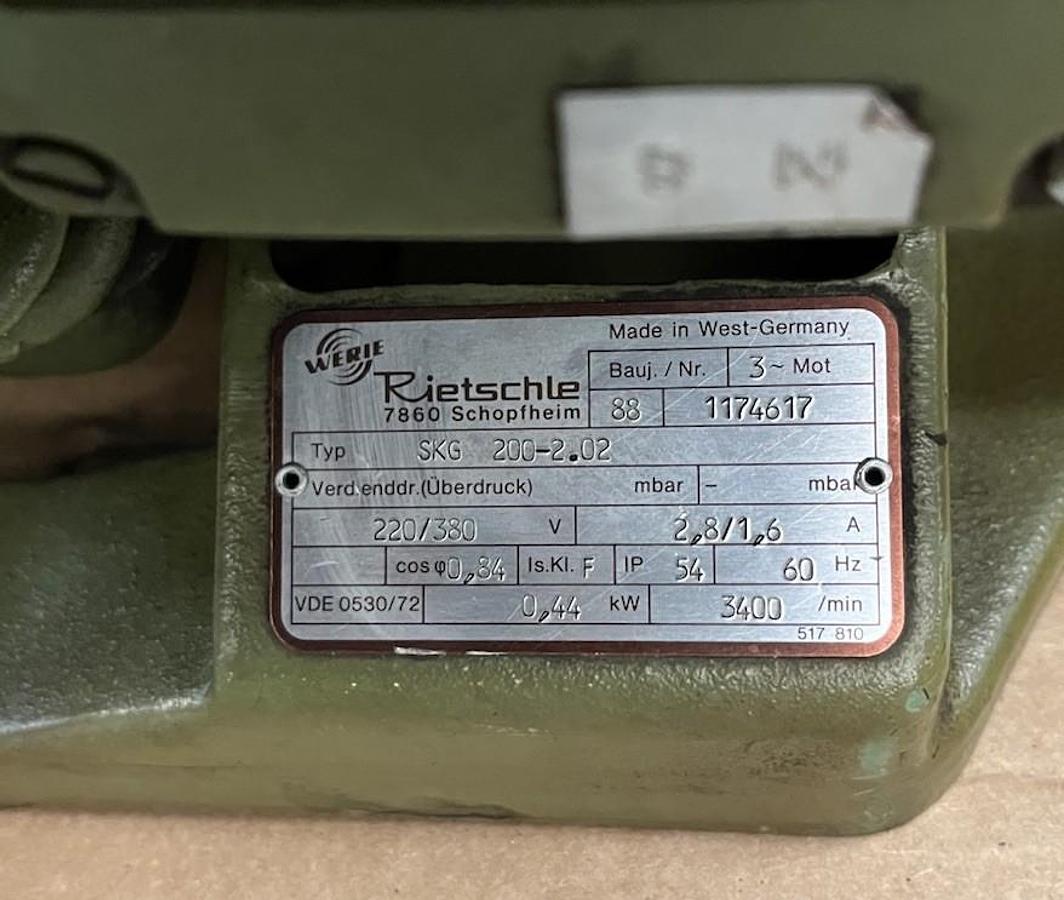 WERIE
Made in West-Germany
Rietschle
7860 Schopfheim
Bauj. / Nr. 3~ Mot
88 1174617
Typ SKG 200-2.02
Verd.enddr.(Überdruck) mbar - mbar
220/380 V 2,8/1,6 A
cos φ 0,84 Is.Kl. F IP 54 60 Hz
VDE 0530/72 0,44 kW 3400 /min
517 810